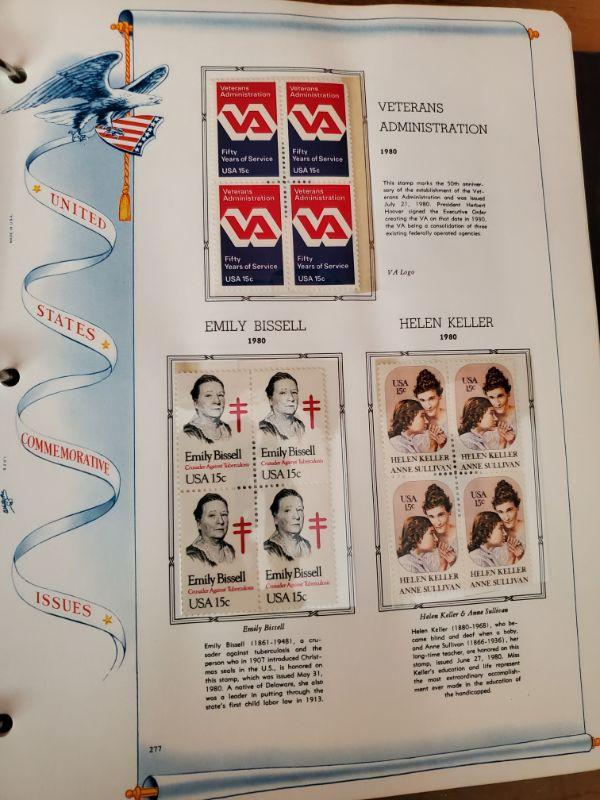 UNITED
STATES
COMMEMORATIVE
ISSUES
MADE IN U.S.A.
VETERANS
ADMINISTRATION
1980
This stamp marks the 50th anniver-
sary of the establishment of the Vet-
erans Administration and was issued
July 21, 1980. President Herbert
Hoover signed the Executive Order
creating the VA on that date in 1930,
the VA being a consolidation of three
existing federally operated agencies.
VA Logo
Veterans
Administration
VA
Fifty
Years of Service
USA 15c
Veterans
Administration
VA
Fifty
Years of Service
USA 15c
Veterans
Administration
VA
Fifty
Years of Service
USA 15c
Veterans
Administration
VA
Fifty
Years of Service
USA 15c
EMILY BISSELL
1980
Emily Bissell
Crusader Against Tuberculosis
USA 15c
Emily Bissell
Crusader Against Tuberculosis
USA 15c
Emily Bissell
Crusader Against Tuberculosis
USA 15c
Emily Bissell
Crusader Against Tuberculosis
USA 15c
Emily Bissell
Emily Bissell (1861-1948), a cru-
sader against tuberculosis and the
person who in 1907 introduced Christ-
mas seals in the U.S., is honored on
this stamp, which was issued May 31,
1980. A native of Delaware, she also
was a leader in putting through the
state's first child labor law in 1913.
HELEN KELLER
1980
USA
15c
HELEN KELLER
ANNE SULLIVAN
USA
15c
HELEN KELLER
ANNE SULLIVAN
USA
15c
HELEN KELLER
ANNE SULLIVAN
USA
15c
HELEN KELLER
ANNE SULLIVAN
Helen Keller & Anne Sullivan
Helen Keller (1880-1968), who be-
came blind and deaf when a baby,
and Anne Sullivan (1866-1936), her
long-time teacher, are honored on this
stamp, issued June 27, 1980. Miss
Keller's education and life represent
the most extraordinary accomplish-
ment ever made in the education of
the handicapped.
277